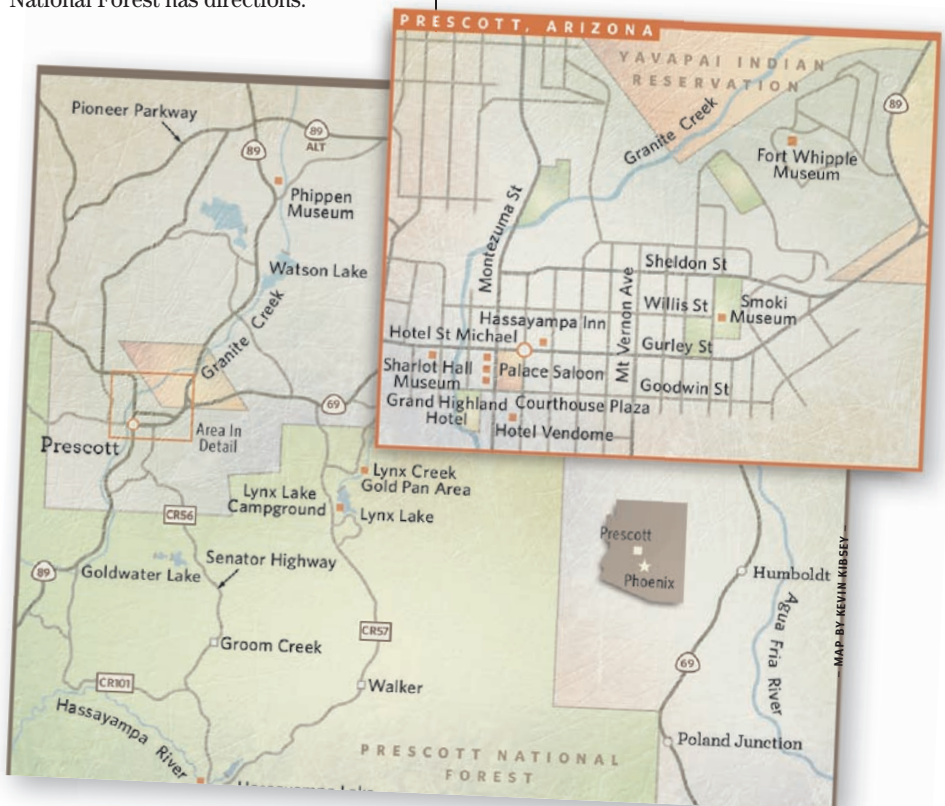 National Forest has directions.
PRESCOTT, ARIZONA
YAVAPAI INDIAN
RESERVATION
89
Granite Creek
Fort Whipple
Museum
Montezuma St
Sheldon St
Mt Vernon Ave
Willis St
Smoki
Museum
Hassayampa Inn
Hotel St Michael
Gurley St
Sharlot Hall
Museum
Palace Saloon
Goodwin St
Grand Highland
Hotel
Courthouse Plaza
Hotel Vendome
Pioneer Parkway
89
ALT
89
Phippen
Museum
Watson Lake
Granite Creek
69
Prescott
Area In
Detail
Lynx Creek
Gold Pan Area
Lynx Lake
Campground
Lynx Lake
CR56
Senator Highway
89
Goldwater Lake
Groom Creek
CR57
CR101
Walker
Hassayampa River
PRESCOTT NATIONAL
FOREST
Prescott
Phoenix
Humboldt
Agua Fria River
69
Poland Junction
– MAP BY KEVIN KIBSEY –